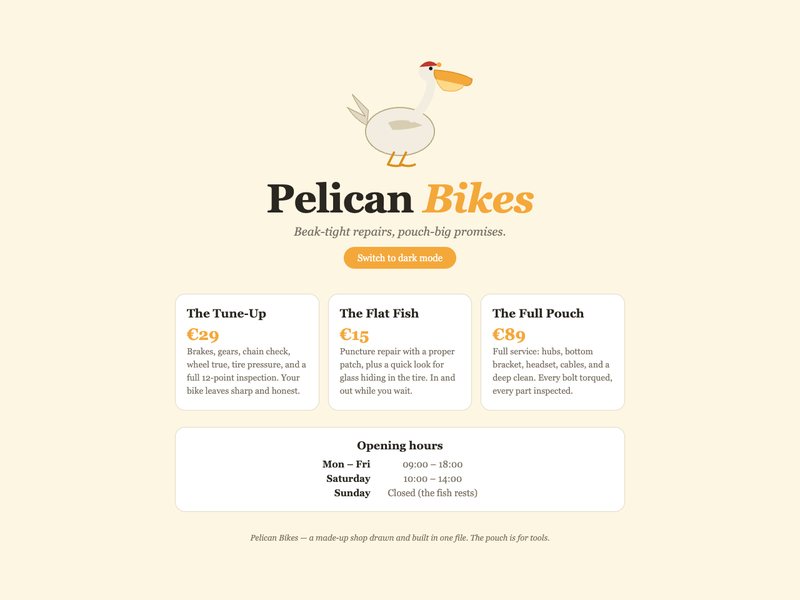 Pelican Bikes
Beak-tight repairs, pouch-big promises.
Switch to dark mode
The Tune-Up
€29
Brakes, gears, chain check,
wheel true, tire pressure, and a
full 12-point inspection. Your
bike leaves sharp and honest.
The Flat Fish
€15
Puncture repair with a proper
patch, plus a quick look for
glass hiding in the tire. In and
out while you wait.
The Full Pouch
€89
Full service: hubs, bottom
bracket, headset, cables, and a
deep clean. Every bolt torqued,
every part inspected.
Opening hours
Mon – Fri 09:00 – 18:00
Saturday 10:00 – 14:00
Sunday Closed (the fish rests)
Pelican Bikes — a made-up shop drawn and built in one file. The pouch is for tools.